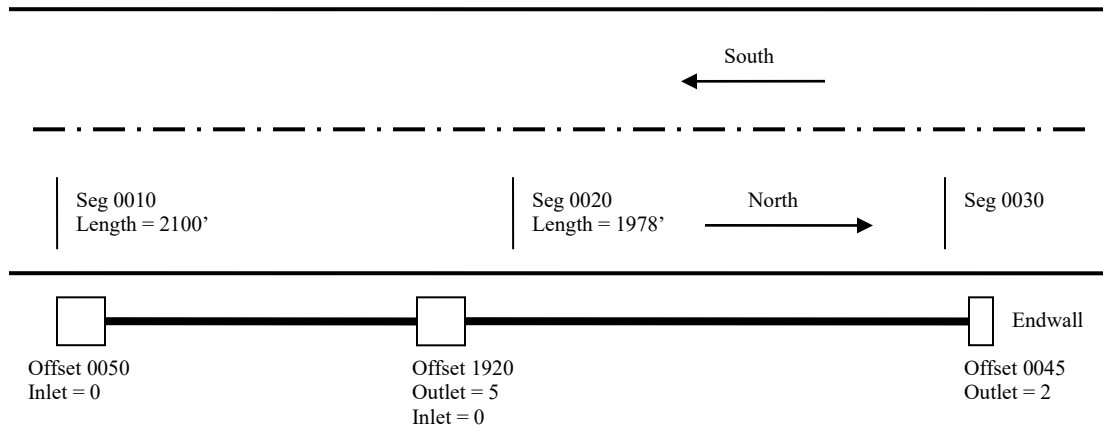 South
Seg 0010
Length = 2100’
Seg 0020
Length = 1978’
North
Seg 0030
Endwall
Offset 0050
Inlet = 0
Offset 1920
Outlet = 5
Inlet = 0
Offset 0045
Outlet = 2